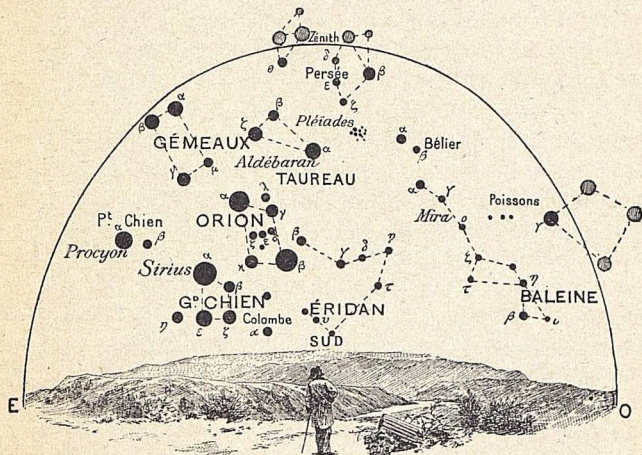 Zénith
θ
δ
Persée
β
ε
ζ
α
β
GÉMEAUX
γ
μ
β
ζ
Pléiades
Aldébaran
α
TAUREAU
α
Bélier
β
α
γ
Mira
ο
Poissons
γ
λ
α
ORION
γ
ζ
ε
δ
κ
β
Pt. Chien
α
β
Procyon
α
Sirius
β
GD CHIEN
η
ε
ζ
Colombe
α
β
γ
δ
η
τ
ÉRIDAN
υ
SUD
ξ
τ
η
BALEINE
β
ι
E
O